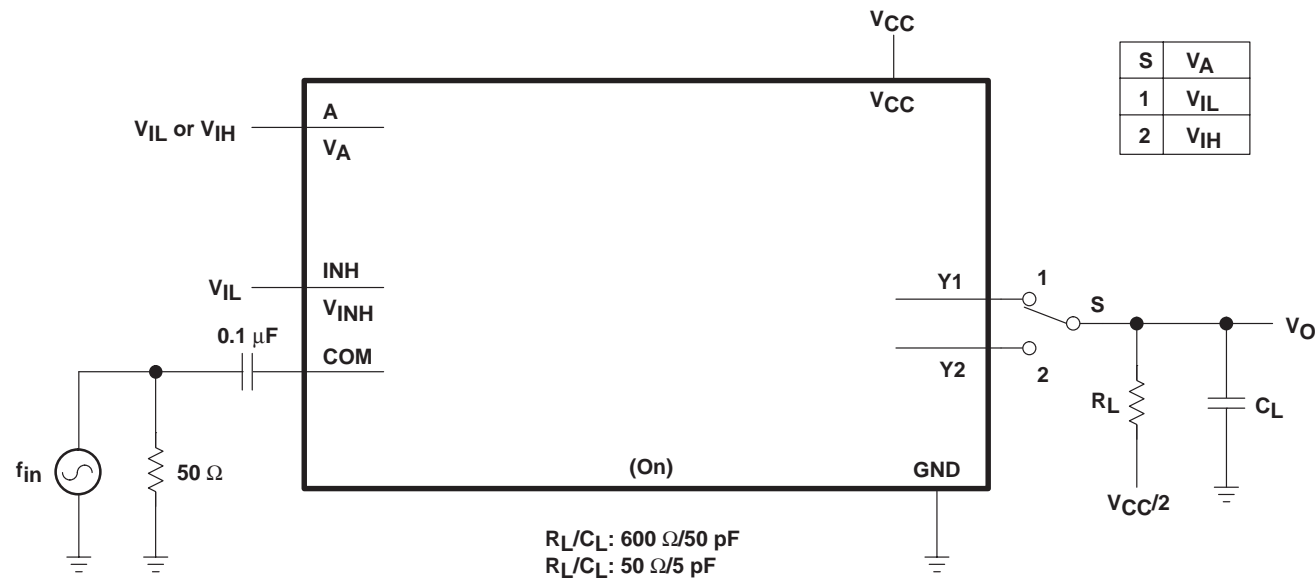 VCC
S VA
1 VIL
2 VIH
VCC
A
VIL or VIH
VA
INH
VIL
VINH
0.1 μF
COM
Y1
1
S
VO
Y2
2
RL
CL
fin
50 Ω
(On)
GND
VCC/2
RL/CL: 600 Ω/50 pF
RL/CL: 50 Ω/5 pF